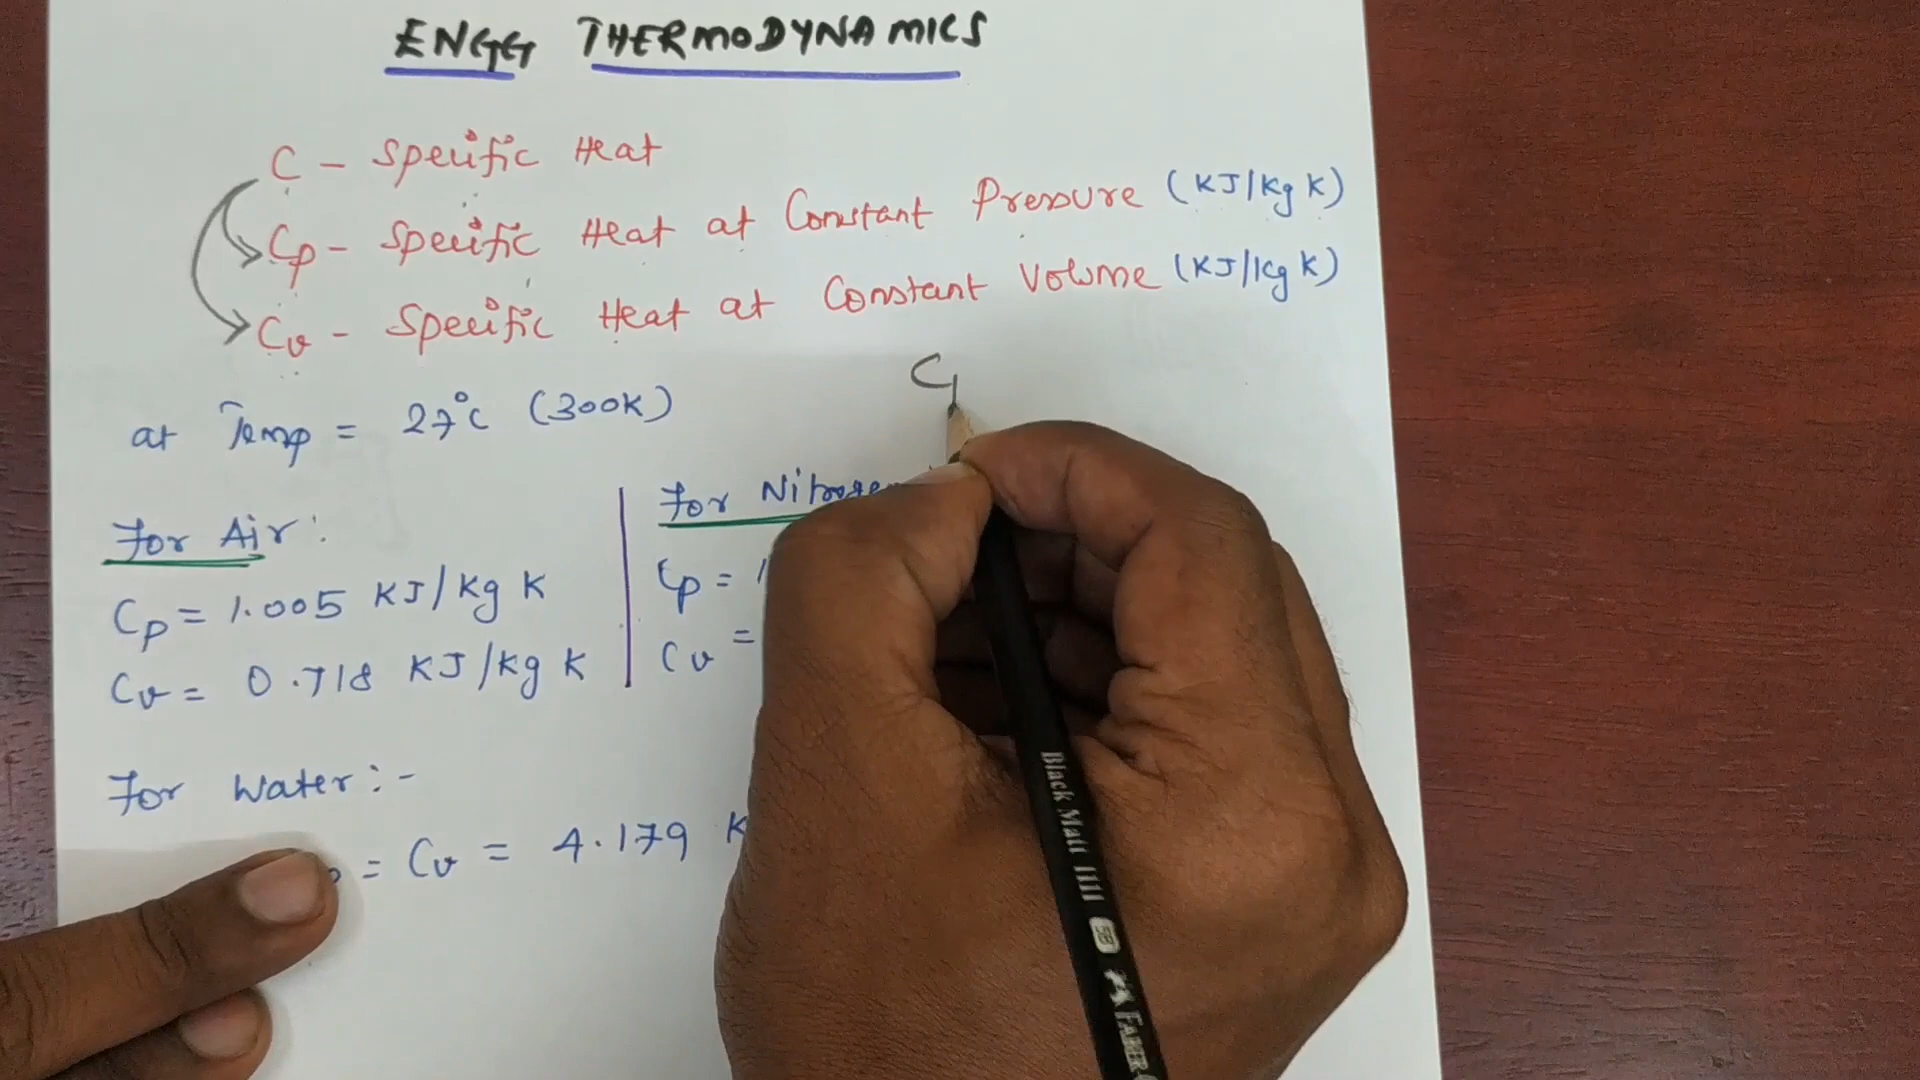 ENGG THERMODYNAMICS
C - Specific Heat
Cp - Specific Heat at Constant Pressure (KJ/Kg K)
Cv - Specific Heat at Constant Volume (KJ/Kg K)
C
at Temp = 27°C (300K)
For Air:
Cp = 1.005 KJ/Kg K
Cv = 0.718 KJ/Kg K
For
Cp =
Cv =
For Water:-
= Cv = 4.179 K
Black Matt
5B